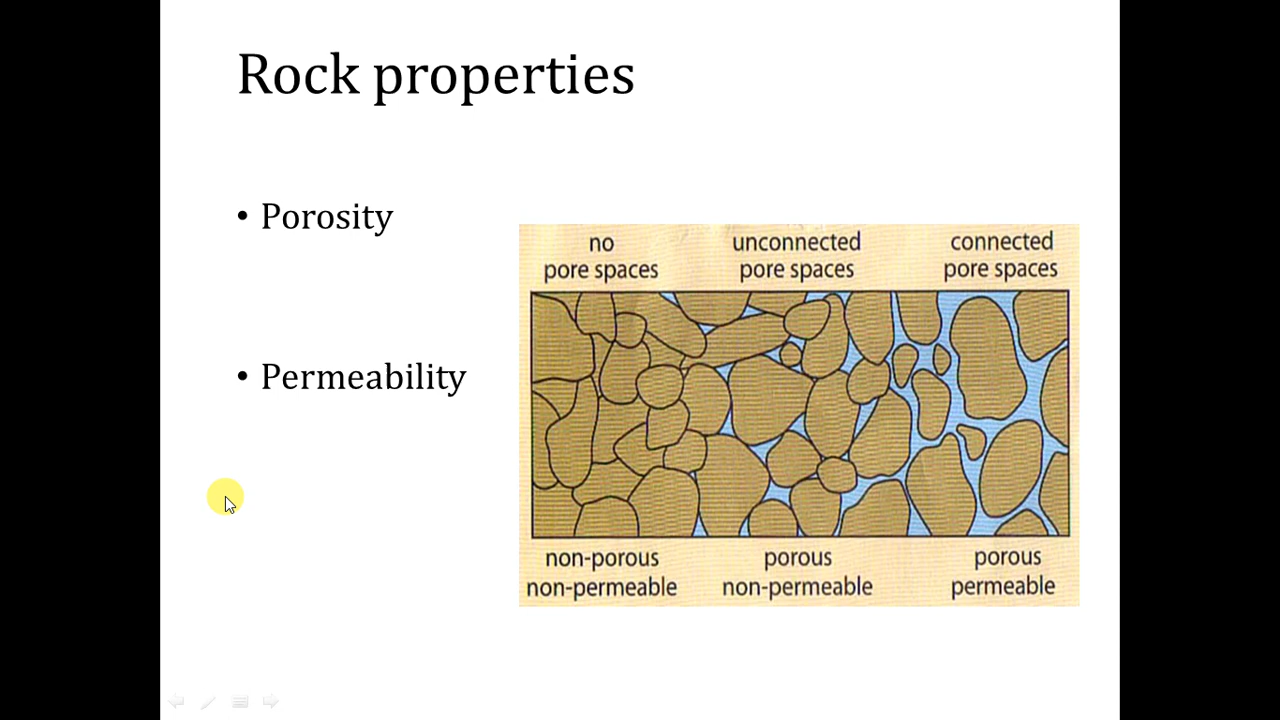 Rock properties
• Porosity
• Permeability
no
pore spaces
unconnected
pore spaces
connected
pore spaces
non-porous
non-permeable
porous
non-permeable
porous
permeable